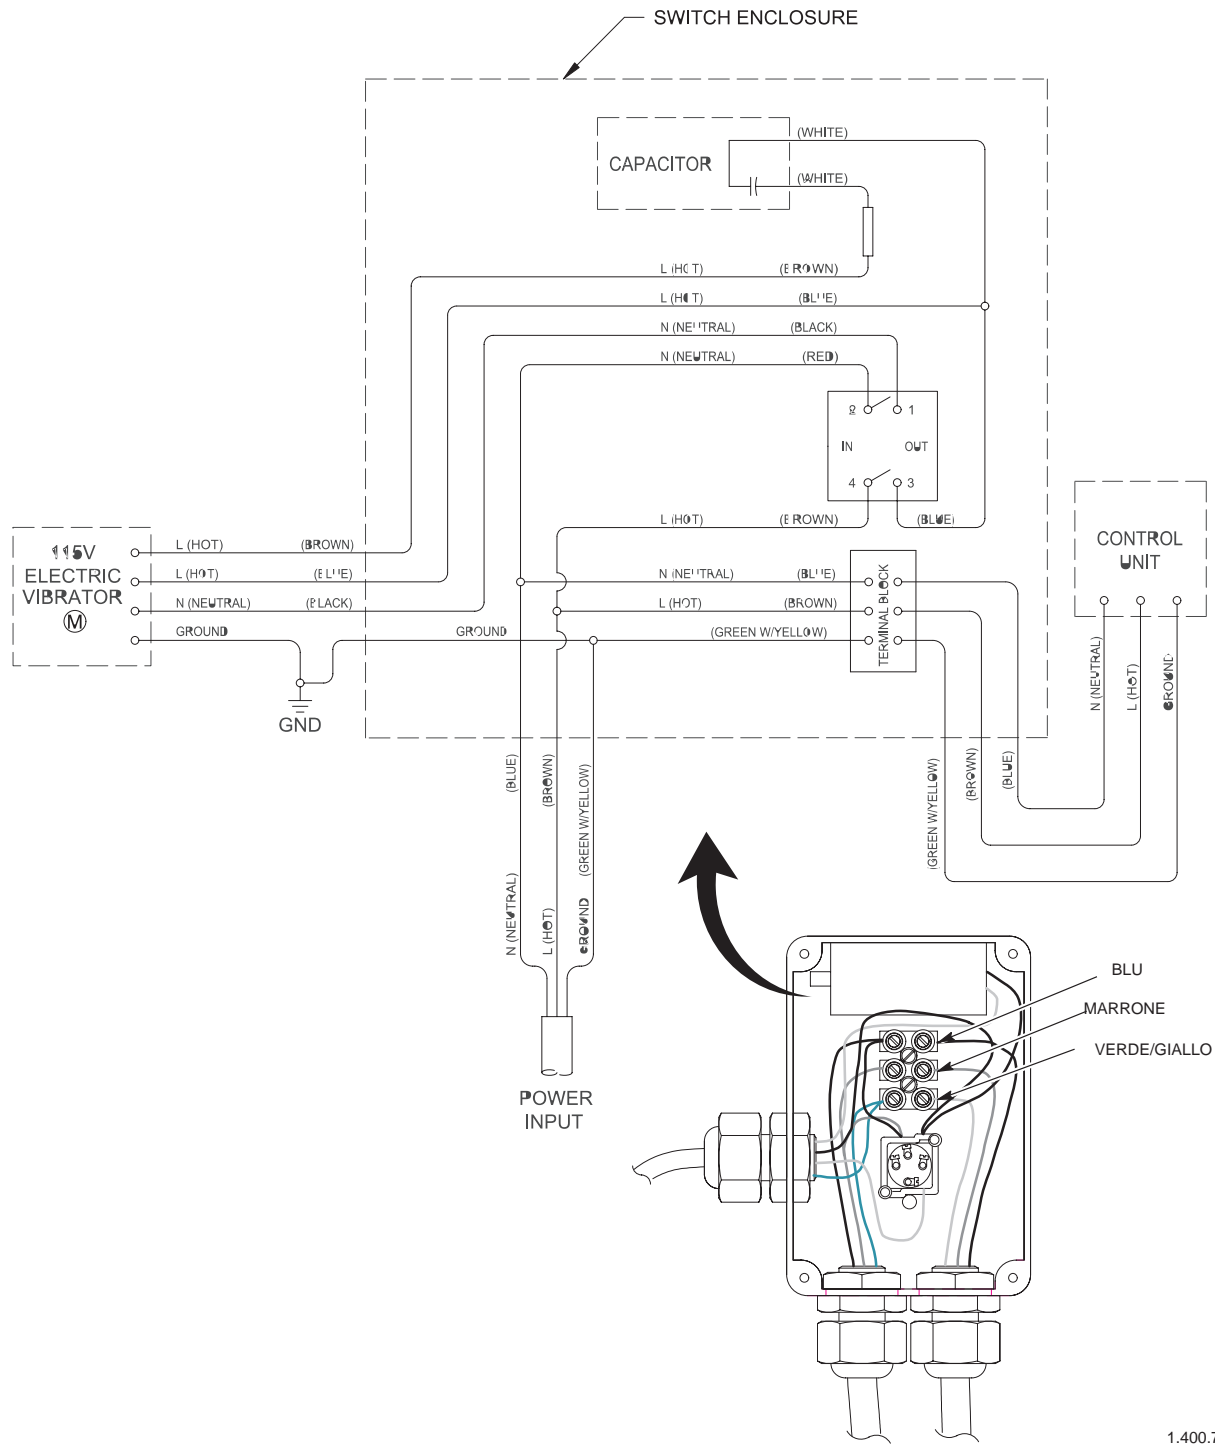 SWITCH ENCLOSURE
(WHITE)
CAPACITOR
(WHITE)
L (HOT) (BROWN)
L (HOT) (BLUE)
N (NEUTRAL) (BLACK)
N (NEUTRAL) (RED)
2 1
IN OUT
4 3
L (HOT) (BROWN) (BLUE)
115V
ELECTRIC
VIBRATOR
M
L (HOT) (BROWN)
L (HOT) (BLUE)
N (NEUTRAL) (BLACK)
GROUND
GROUND
GND
N (NEUTRAL) (BLUE)
L (HOT) (BROWN)
(GREEN W/YELLOW)
TERMINAL BLOCK
CONTROL
UNIT
N (NEUTRAL)
L (HOT)
GROUND
(BLUE)
(BROWN)
(GREEN W/YELLOW)
(GREEN W/YELLOW)
(BROWN)
(BLUE)
N (NEUTRAL)
L (HOT)
GROUND
POWER
INPUT
BLU
MARRONE
VERDE/GIALLO
1.400.7